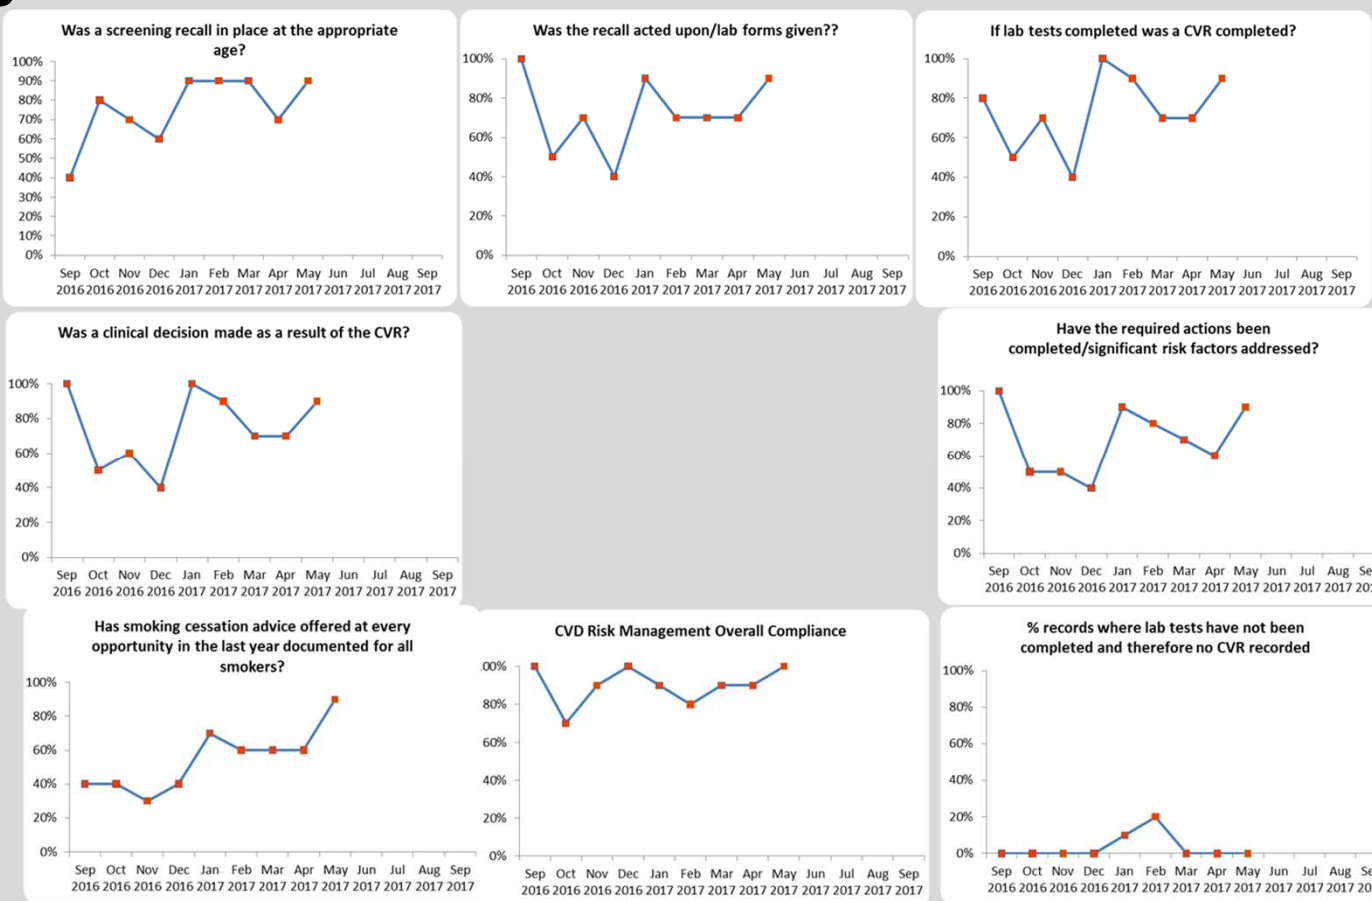 Was a screening recall in place at the appropriate
age?
100%
90%
80%
70%
60%
50%
40%
30%
20%
10%
0%
Sep Oct Nov Dec Jan Feb Mar Apr May Jun Jul Aug Sep
2016 2016 2016 2016 2017 2017 2017 2017 2017 2017 2017 2017 2017
Was the recall acted upon/lab forms given??
100%
80%
60%
40%
20%
0%
Sep Oct Nov Dec Jan Feb Mar Apr May Jun Jul Aug Sep
2016 2016 2016 2016 2017 2017 2017 2017 2017 2017 2017 2017 2017
If lab tests completed was a CVR completed?
100%
80%
60%
40%
20%
0%
Sep Oct Nov Dec Jan Feb Mar Apr May Jun Jul Aug Sep
2016 2016 2016 2016 2017 2017 2017 2017 2017 2017 2017 2017 2017
Was a clinical decision made as a result of the CVR?
100%
80%
60%
40%
20%
0%
Sep Oct Nov Dec Jan Feb Mar Apr May Jun Jul Aug Sep
2016 2016 2016 2016 2017 2017 2017 2017 2017 2017 2017 2017 2017
Have the required actions been
completed/significant risk factors addressed?
100%
80%
60%
40%
20%
0%
Sep Oct Nov Dec Jan Feb Mar Apr May Jun Jul Aug Se
2016 2016 2016 2016 2017 2017 2017 2017 2017 2017 2017 2017 20
Has smoking cessation advice offered at every
opportunity in the last year documented for all
smokers?
100%
80%
60%
40%
20%
0%
Sep Oct Nov Dec Jan Feb Mar Apr May Jun Jul Aug Sep
2016 2016 2016 2016 2017 2017 2017 2017 2017 2017 2017 2017 2017
CVD Risk Management Overall Compliance
00%
80%
60%
40%
20%
0%
Sep Oct Nov Dec Jan Feb Mar Apr May Jun Jul Aug Sep
2016 2016 2016 2016 2017 2017 2017 2017 2017 2017 2017 2017 2017
% records where lab tests have not been
completed and therefore no CVR recorded
100%
80%
60%
40%
20%
0%
Sep Oct Nov Dec Jan Feb Mar Apr May Jun Jul Aug Se
2016 2016 2016 2016 2017 2017 2017 2017 2017 2017 2017 2017 20